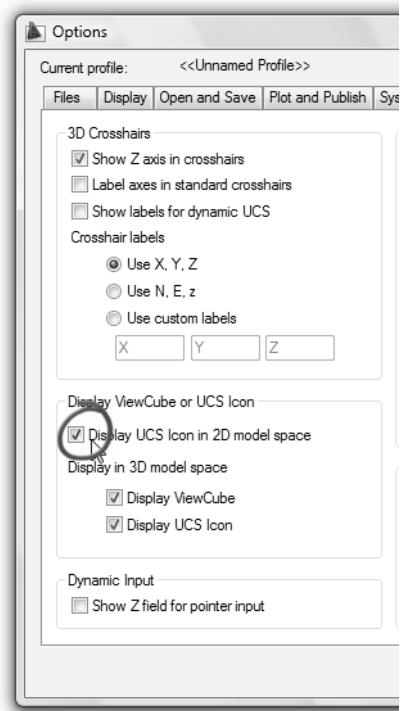 Options
Current profile: <<Unnamed Profile>>
Files Display Open and Save Plot and Publish Sys
3D Crosshairs
Show Z axis in crosshairs
Label axes in standard crosshairs
Show labels for dynamic UCS
Crosshair labels
Use X, Y, Z
Use N, E, z
Use custom labels
X Y Z
Display ViewCube or UCS Icon
Display UCS Icon in 2D model space
Display in 3D model space
Display ViewCube
Display UCS Icon
Dynamic Input
Show Z field for pointer input